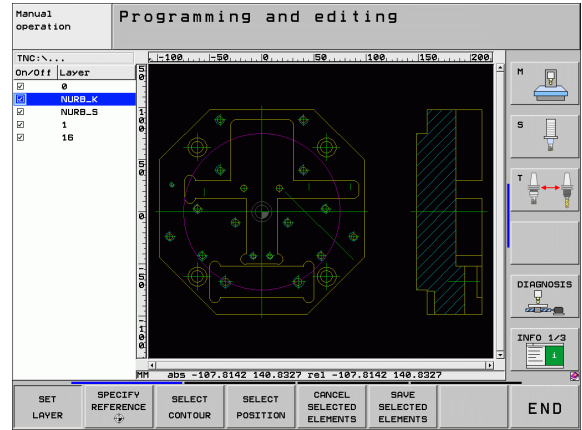 Manual
operation
Programming and editing
TNC:\...
On/Off Layer
0
NURB_K
NURB_S
1
16
-100 -50 0 50 100 150 200
MM abs -107.8142 140.8327 rel -107.8142 140.8327
M
S
T
DIAGNOSIS
INFO 1/3
i
SET
LAYER
SPECIFY
REFERENCE
SELECT
CONTOUR
SELECT
POSITION
CANCEL
SELECTED
ELEMENTS
SAVE
SELECTED
ELEMENTS
END